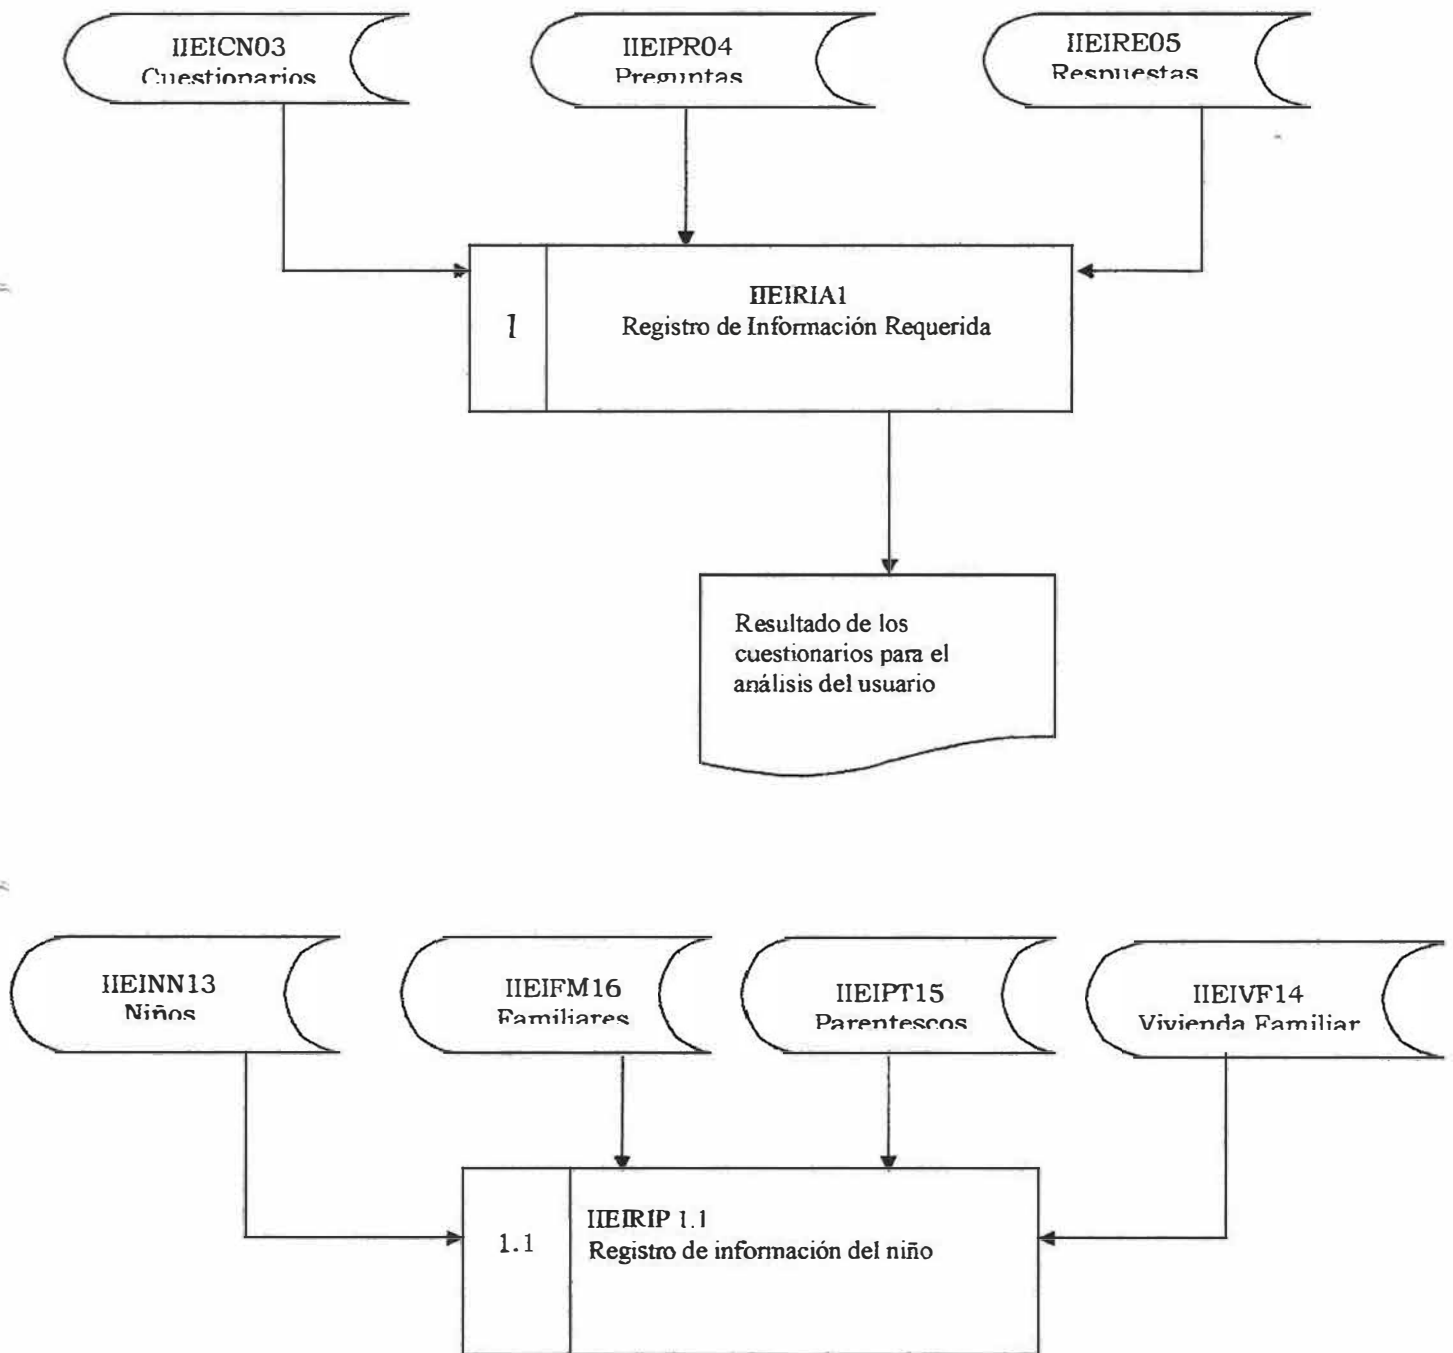 IIEICN03
Cuestionarios
IIEIPR04
Preguntas
IIEIRE05
Respuestas
1
IIEIRIA1
Registro de Información Requerida
Resultado de los
cuestionarios para el
análisis del usuario
IIEINN13
Niños
IIEIFM16
Familiares
IIEIPT15
Parentescos
IIEIVF14
Vivienda Familiar
1.1
IIEIRIP 1.1
Registro de información del niño